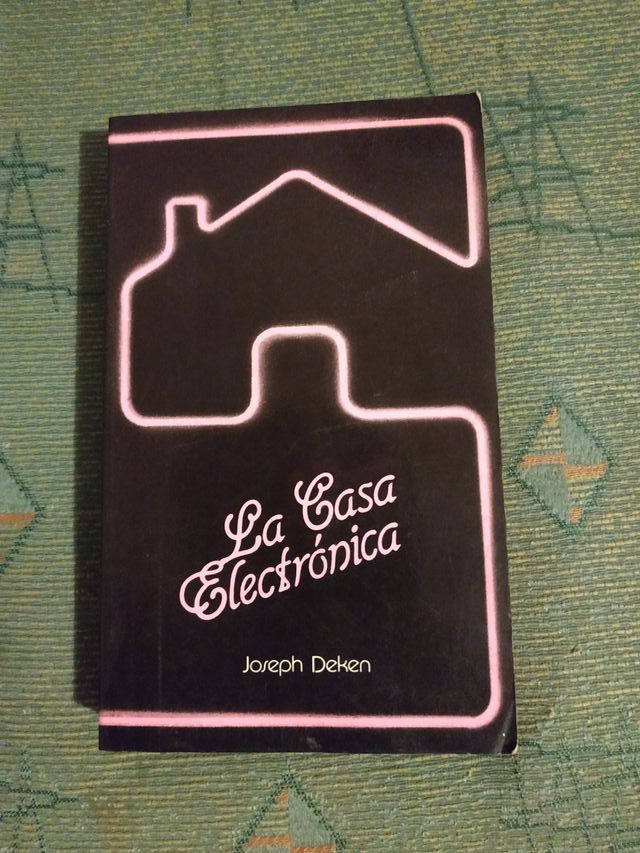 La Casa
Electrónica
Joseph Deken